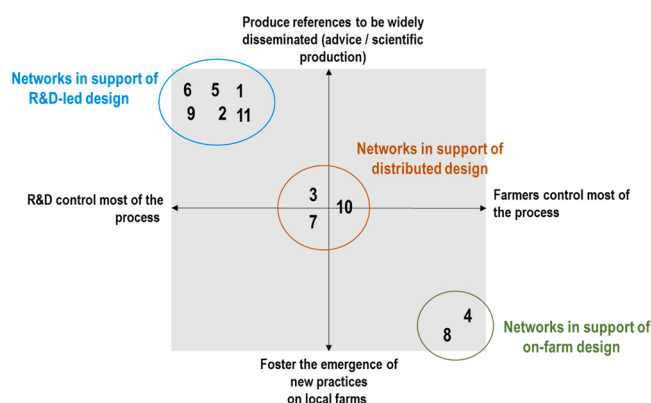 Produce references to be widely
disseminated (advice / scientific
production)
Networks in support of
R&D-led design
6 5 1
9 2 11
Networks in support of
distributed design
3
10
7
R&D control most of the
process
Farmers control most of
the process
4
8
Networks in support of
on-farm design
Foster the emergence of
new practices
on local farms